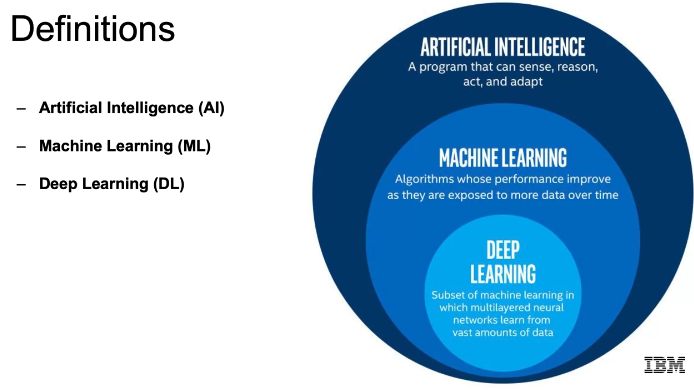 Definitions
– Artificial Intelligence (AI)
– Machine Learning (ML)
– Deep Learning (DL)
ARTIFICIAL INTELLIGENCE
A program that can sense, reason,
act, and adapt
MACHINE LEARNING
Algorithms whose performance improve
as they are exposed to more data over time
DEEP
LEARNING
Subset of machine learning in
which multilayered neural
networks learn from
vast amounts of data
IBM